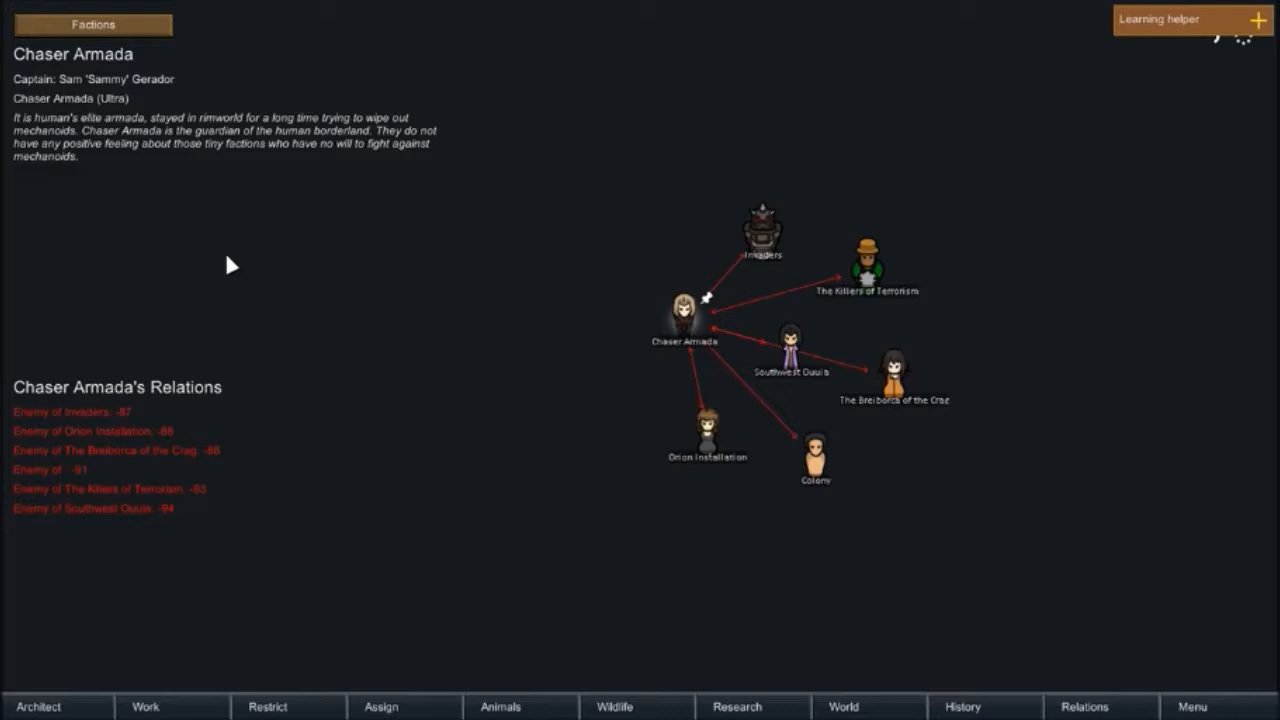 Factions
Learning helper
Chaser Armada
Captain: Sam 'Sammy' Gerador
Chaser Armada (Ultra)
It is human's elite armada, stayed in rimworld for a long time trying to wipe out
mechanoids. Chaser Armada is the guardian of the human borderland. They do not
have any positive feeling about those tiny factions who have no will to fight against
mechanoids.
Invaders
The Killers of Terrorism
Chaser Armada
Southwest Ouuia
The Breiborca of the Crag
Orion Installation
Colony
Chaser Armada's Relations
Enemy of Invaders: -87
Enemy of Orion Installation: -88
Enemy of The Breiborca of the Crag: -88
Enemy of : -91
Enemy of The Killers of Terrorism: -93
Enemy of Southwest Ouuia: -94
Architect
Work
Restrict
Assign
Animals
Wildlife
Research
World
History
Relations
Menu